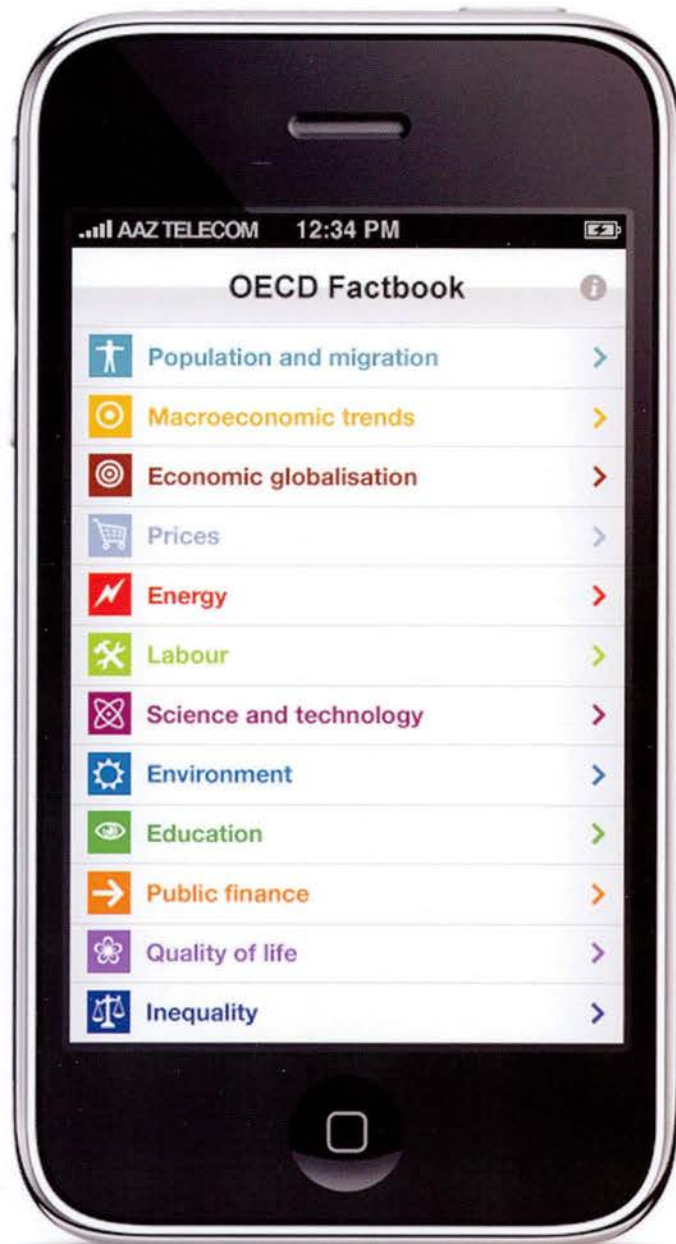 AAZ TELECOM 12:34 PM
OECD Factbook
Population and migration
Macroeconomic trends
Economic globalisation
Prices
Energy
Labour
Science and technology
Environment
Education
Public finance
Quality of life
Inequality